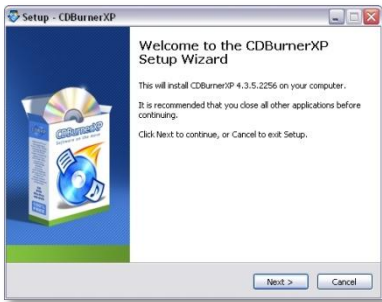 Setup - CDBurnerXP
Welcome to the CDBurnerXP
Setup Wizard
This will install CDBurnerXP 4.3.5.2256 on your computer.
It is recommended that you close all other applications before
continuing.
Click Next to continue, or Cancel to exit Setup.
CDBurnerXP
Next >
Cancel